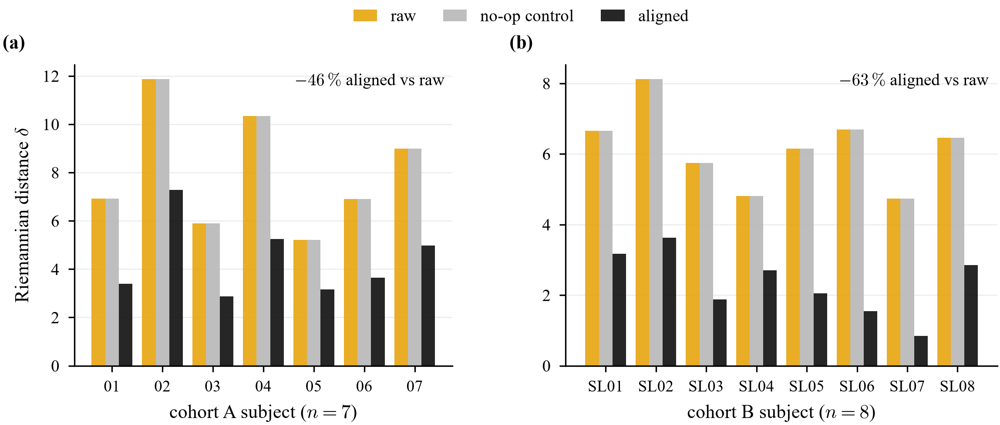 raw no-op control aligned
(a)
(b)
−46 % aligned vs raw
−63 % aligned vs raw
Riemannian distance δ
12
10
8
6
4
2
0
8
6
4
2
0
01 02 03 04 05 06 07
SL01 SL02 SL03 SL04 SL05 SL06 SL07 SL08
cohort A subject (n = 7)
cohort B subject (n = 8)